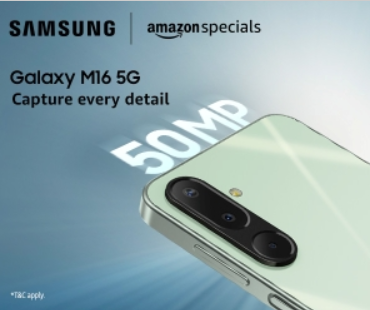 SAMSUNG | amazonspecials
Galaxy M16 5G
Capture every detail
50MP
*T&C apply.